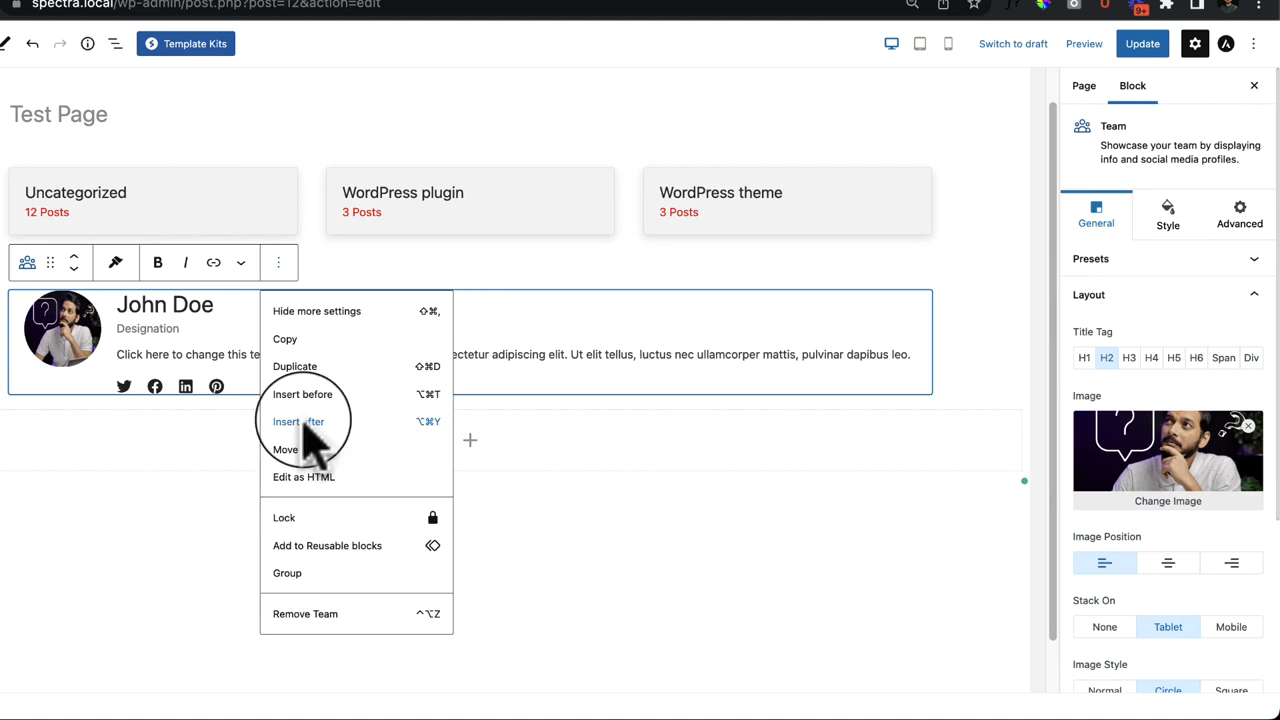 spectra.local/wp-admin/post.php?post=12&action=edit
9+
Template Kits
Switch to draft
Preview
Update
Test Page
Uncategorized
12 Posts
WordPress plugin
3 Posts
WordPress theme
3 Posts
B
I
John Doe
Designation
Click here to change this te
ectetur adipiscing elit. Ut elit tellus, luctus nec ullamcorper mattis, pulvinar dapibus leo.
Hide more settings ⇧⌘,
Copy
Duplicate ⇧⌘D
Insert before ⌥⌘T
Insert after ⌥⌘Y
Move
Edit as HTML
Lock
Add to Reusable blocks
Group
Remove Team ^⌥Z
Page
Block
Team
Showcase your team by displaying
info and social media profiles.
General
Style
Advanced
Presets
Layout
Title Tag
H1 H2 H3 H4 H5 H6 Span Div
Image
Change Image
Image Position
Stack On
None Tablet Mobile
Image Style
Normal Circle Square